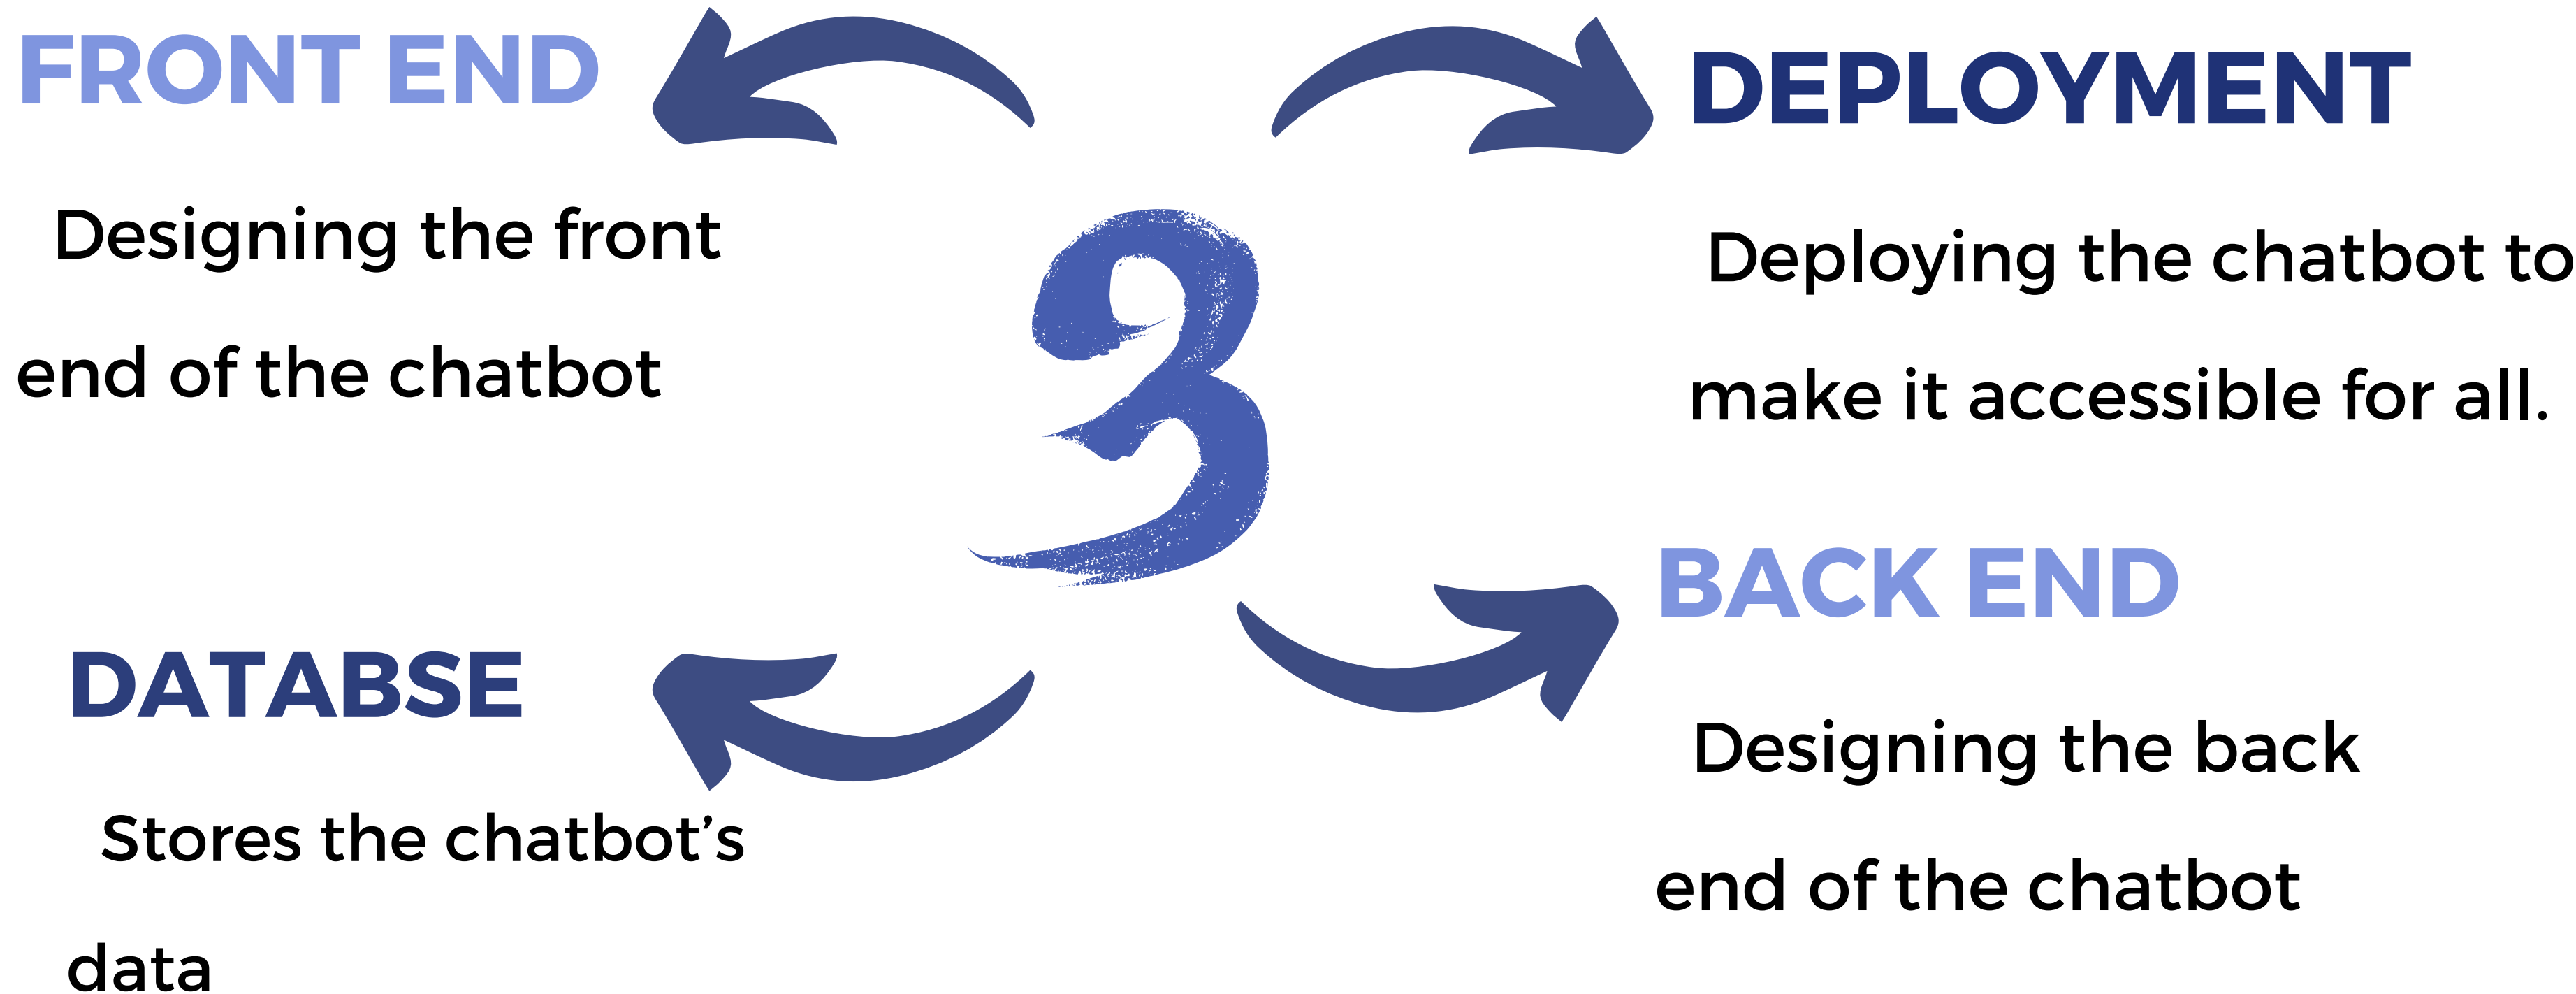 FRONT END
Designing the front
end of the chatbot
DEPLOYMENT
Deploying the chatbot to
make it accessible for all.
3
DATABSE
Stores the chatbot’s
data
BACK END
Designing the back
end of the chatbot